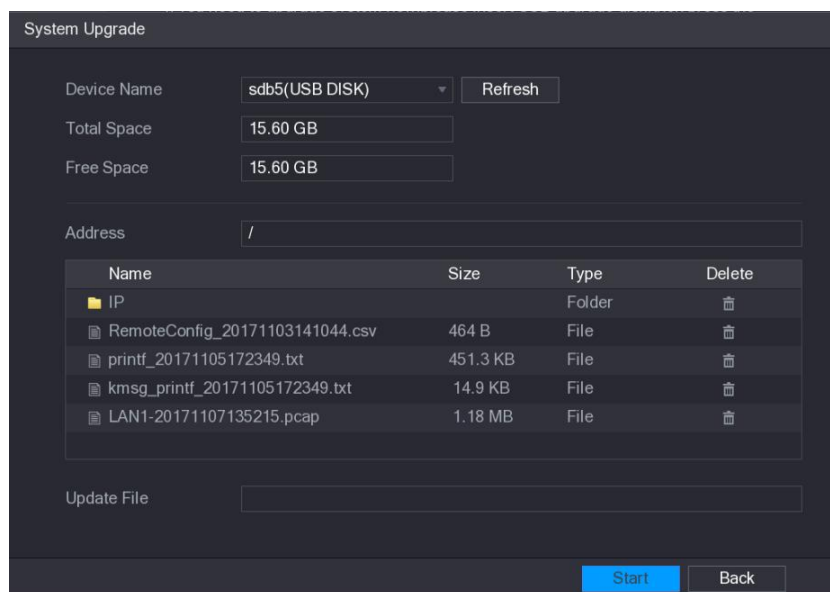 System Upgrade
Device Name sdb5(USB DISK) Refresh
Total Space 15.60 GB
Free Space 15.60 GB
Address /
Name Size Type Delete
IP Folder
RemoteConfig_20171103141044.csv 464 B File
printf_20171105172349.txt 451.3 KB File
kmsg_printf_20171105172349.txt 14.9 KB File
LAN1-20171107135215.pcap 1.18 MB File
Update File
Start Back